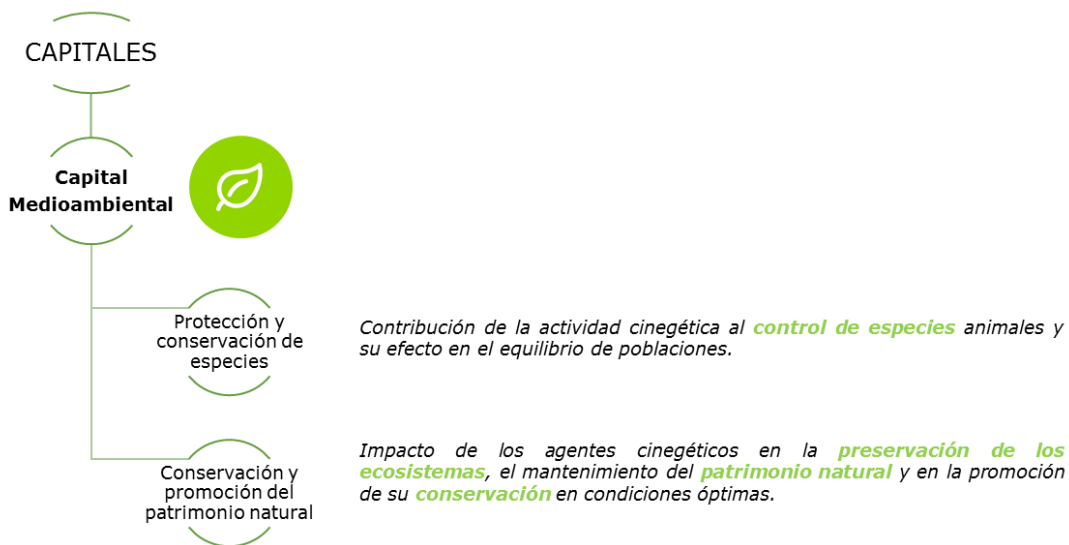 CAPITALES
Capital
Medioambiental
Protección y
conservación de
especies
Contribución de la actividad cinegética al control de especies animales y
su efecto en el equilibrio de poblaciones.
Conservación y
promoción del
patrimonio natural
Impacto de los agentes cinegéticos en la preservación de los
ecosistemas, el mantenimiento del patrimonio natural y en la promoción
de su conservación en condiciones óptimas.